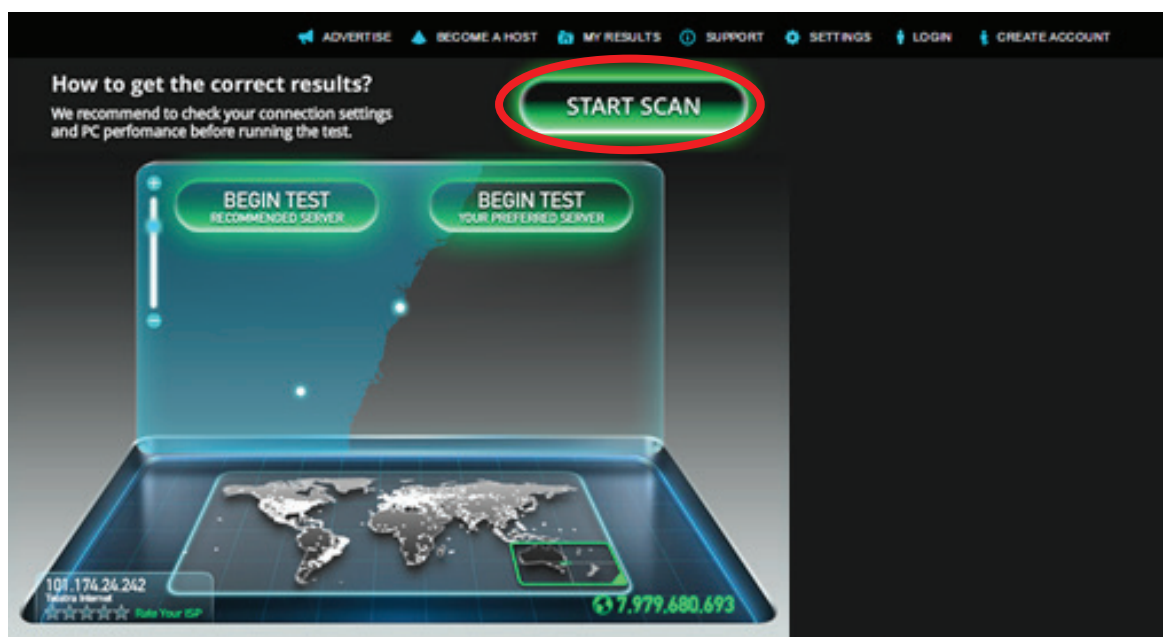 ADVERTISE BECOME A HOST MY RESULTS SUPPORT SETTINGS LOGIN CREATE ACCOUNT
How to get the correct results?
We recommend to check your connection settings
and PC perfomance before running the test.
START SCAN
BEGIN TEST
RECOMMENDED SERVER
BEGIN TEST
YOUR PREFERRED SERVER
101.174.24.242
Telstra Internet
Rate Your ISP
7,979,680,693